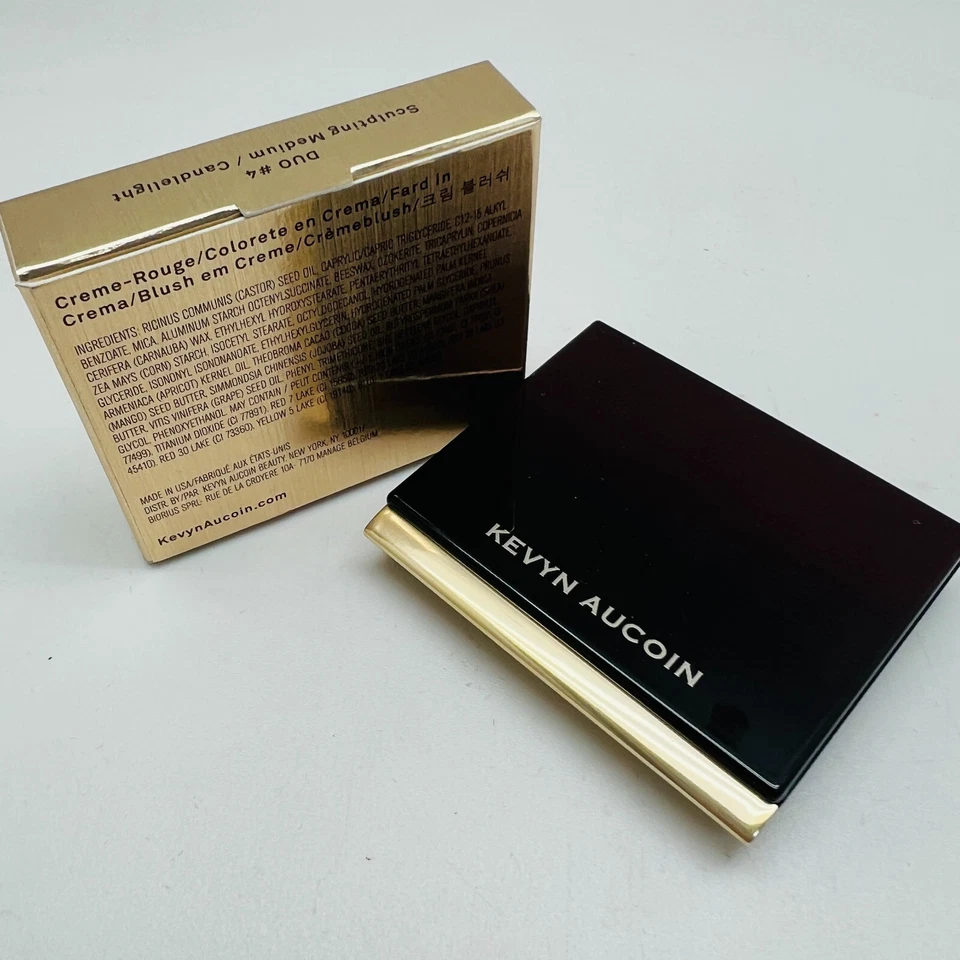 DUO #4
Sculpting Medium / Candlelight
Creme-Rouge/Colorete en Crema/Fard In
Crema/Blush em Creme/Crèmeblush/크림 블러쉬
INGREDIENTS: RICINUS COMMUNIS (CASTOR) SEED OIL, CAPRYLIC/CAPRIC TRIGLYCERIDE, C12-15 ALKYL
BENZOATE, MICA, ALUMINUM STARCH OCTENYLSUCCINATE, BEESWAX, OZOKERITE, TRICAPRYLIN, COPERNICIA
CERIFERA (CARNAUBA) WAX, ETHYLHEXYL HYDROXYSTEARATE, PENTAERYTHRITYL TETRAETHYLHEXANOATE,
ZEA MAYS (CORN) STARCH, ISOCETYL STEARATE, OCTYLDODECANOL, HYDROGENATED PALM KERNEL
GLYCERIDE, ISONONYL ISONONANOATE, ETHYLHEXYLGLYCERIN, HYDROGENATED PALM GLYCERIDE, PRUNUS
ARMENIACA (APRICOT) KERNEL OIL, THEOBROMA CACAO (COCOA) SEED BUTTER, MANGIFERA INDICA
(MANGO) SEED BUTTER, SIMMONDSIA CHINENSIS (JOJOBA) SEED
BUTTER, VITIS VINIFERA (GRAPE) SEED OIL, PHENYL TRIMETHICONE
GLYCOL, PHENOXYETHANOL. MAY CONTAIN / PEUT CONTENIR
77499), TITANIUM DIOXIDE (CI 77891), RED 7 LAKE (CI
45410), RED 30 LAKE (CI 73360), YELLOW 5 LAKE (CI 19140)
MADE IN USA/FABRIQUÉ AUX ÉTATS-UNIS
DISTR. BY/PAR KEVYN AUCOIN BEAUTY, NEW YORK, NY 10017
BIORIUS SPRL- RUE DE LA CROYERE 10A. 7170 MANAGE BELGIUM
KevynAucoin.com
KEVYN AUCOIN